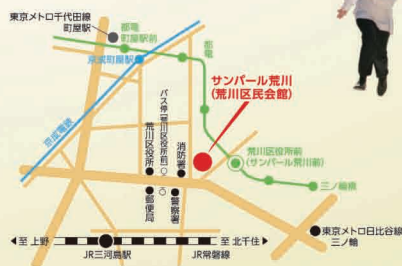 東京メトロ千代田線
町屋駅
都電
町屋駅前
京成町屋駅
都電
サンパール荒川
(荒川区民会館)
京成電鉄
バス停(荒川区役所前)
荒川区役所
消防署
荒川区役所前
(サンパール荒川前)
郵便局
警察署
三ノ輪橋
東京メトロ日比谷線
三ノ輪
至 上野
至 北千住
JR三河島駅
JR常磐線